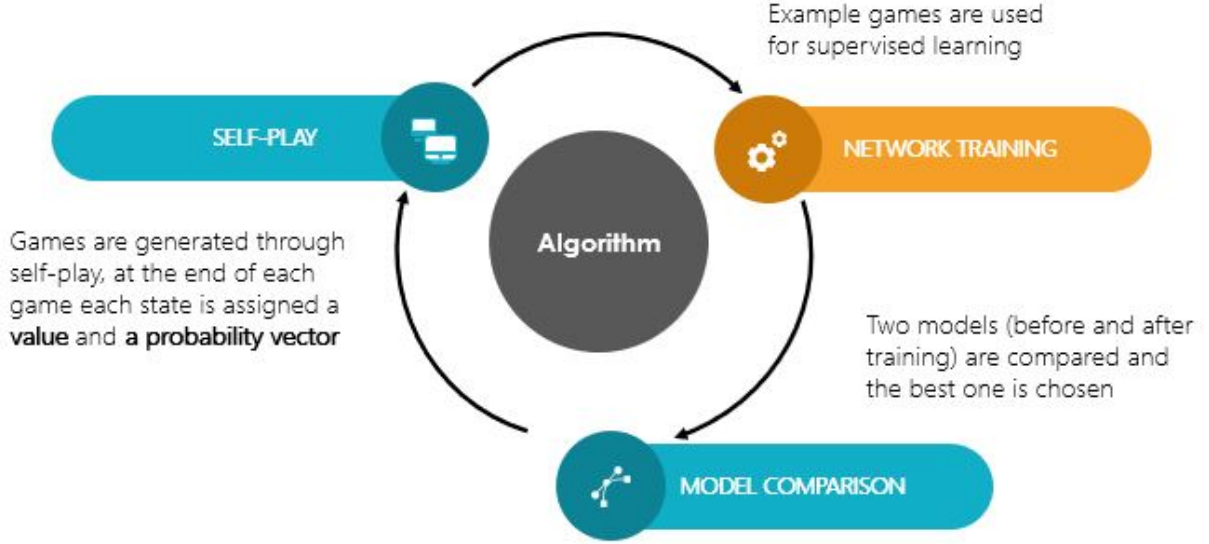 Example games are used
for supervised learning
SELF-PLAY
NETWORK TRAINING
Algorithm
Games are generated through
self-play, at the end of each
game each state is assigned a
value and a probability vector
Two models (before and after
training) are compared and
the best one is chosen
MODEL COMPARISON